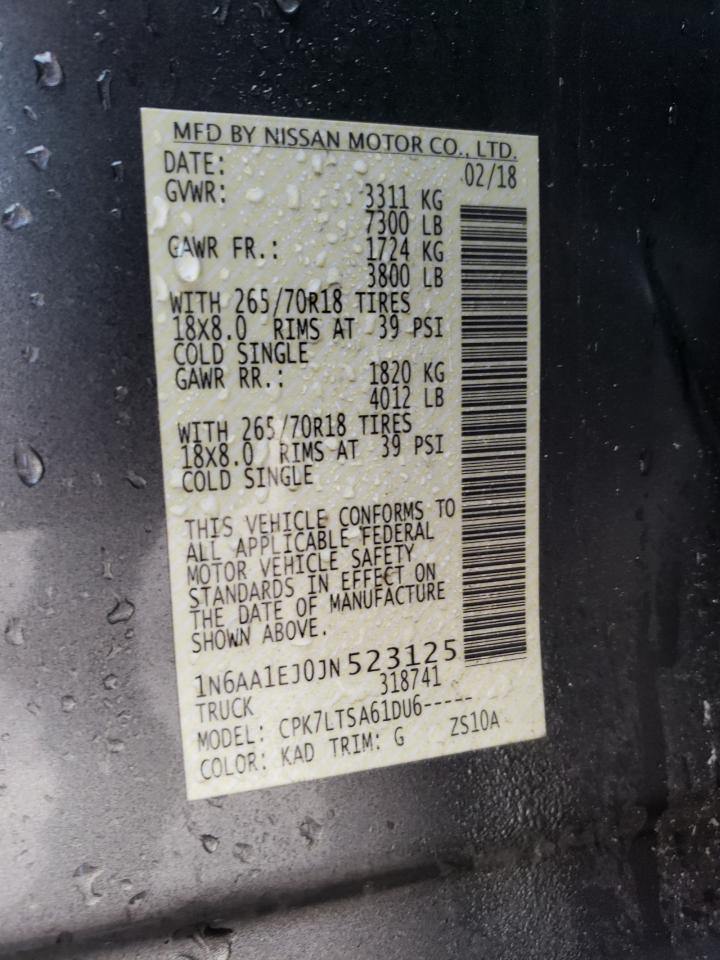 MFD BY NISSAN MOTOR CO., LTD.
DATE: 02/18
GVWR: 3311 KG
7300 LB
GAWR FR.: 1724 KG
3800 LB
WITH 265/70R18 TIRES
18X8.0 RIMS AT 39 PSI
COLD SINGLE
GAWR RR.: 1820 KG
4012 LB
WITH 265/70R18 TIRES
18X8.0 RIMS AT 39 PSI
COLD SINGLE
THIS VEHICLE CONFORMS TO
ALL APPLICABLE FEDERAL
MOTOR VEHICLE SAFETY
STANDARDS IN EFFECT ON
THE DATE OF MANUFACTURE
SHOWN ABOVE.
1N6AA1EJ0JN523125
TRUCK 318741
MODEL: CPK7LTSA61DU6-----
COLOR: KAD TRIM: G ZS10A